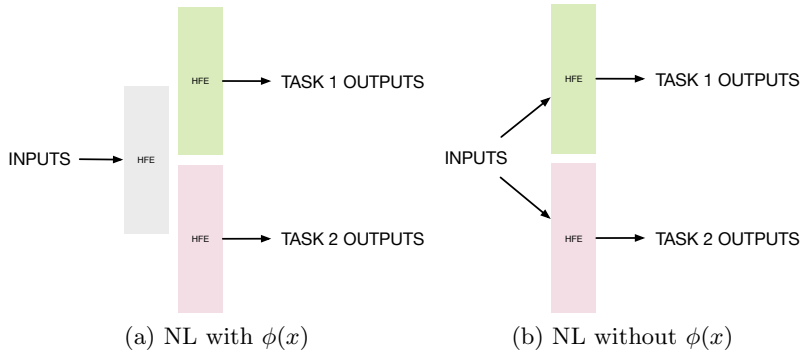 HFE
TASK 1 OUTPUTS
INPUTS
HFE
HFE
TASK 2 OUTPUTS
(a) NL with ϕ(x)
HFE
TASK 1 OUTPUTS
INPUTS
HFE
TASK 2 OUTPUTS
(b) NL without ϕ(x)